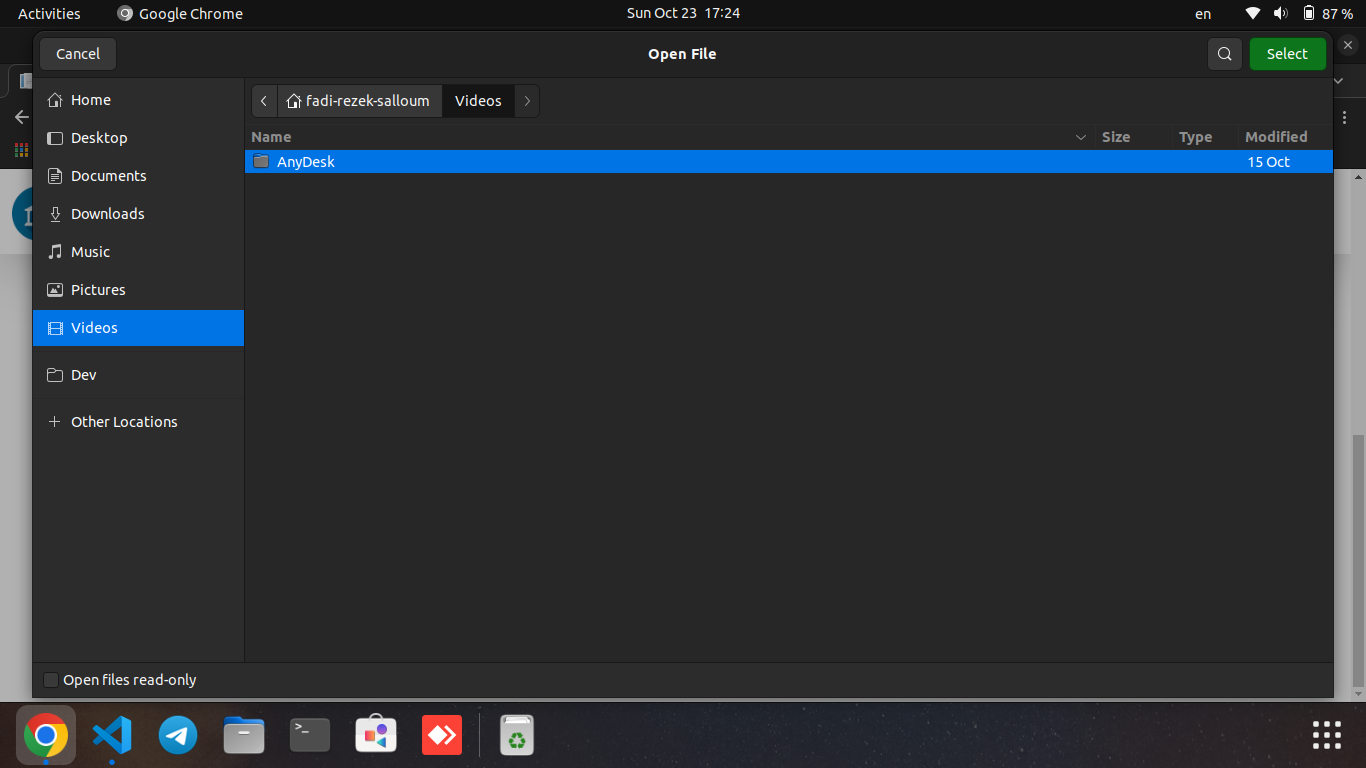 Activities Google Chrome Sun Oct 23 17:24 en 87 %
Cancel Open File Select
Home
Desktop
Documents
Downloads
Music
Pictures
Videos
Dev
Other Locations
fadi-rezek-salloum Videos
Name Size Type Modified
AnyDesk 15 Oct
Open files read-only
>_